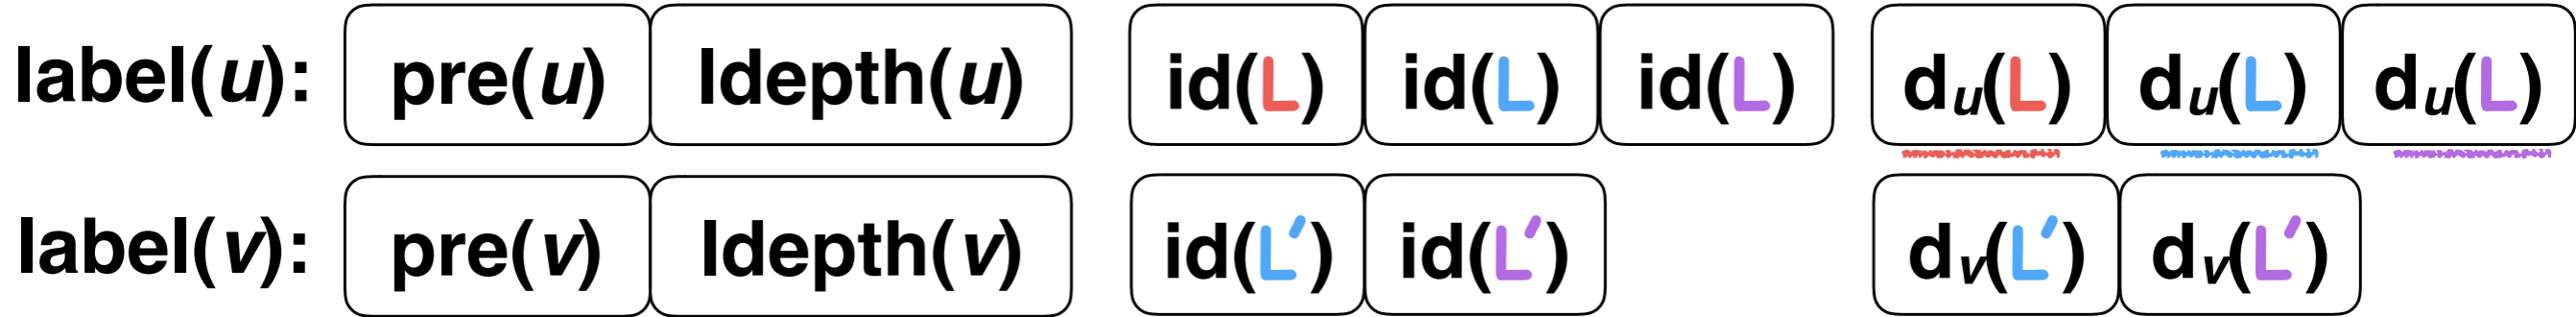 label(u): pre(u) ldepth(u) id(L) id(L) id(L) du(L) du(L) du(L)
label(v): pre(v) ldepth(v) id(L′) id(L′) dv(L′) dv(L′)